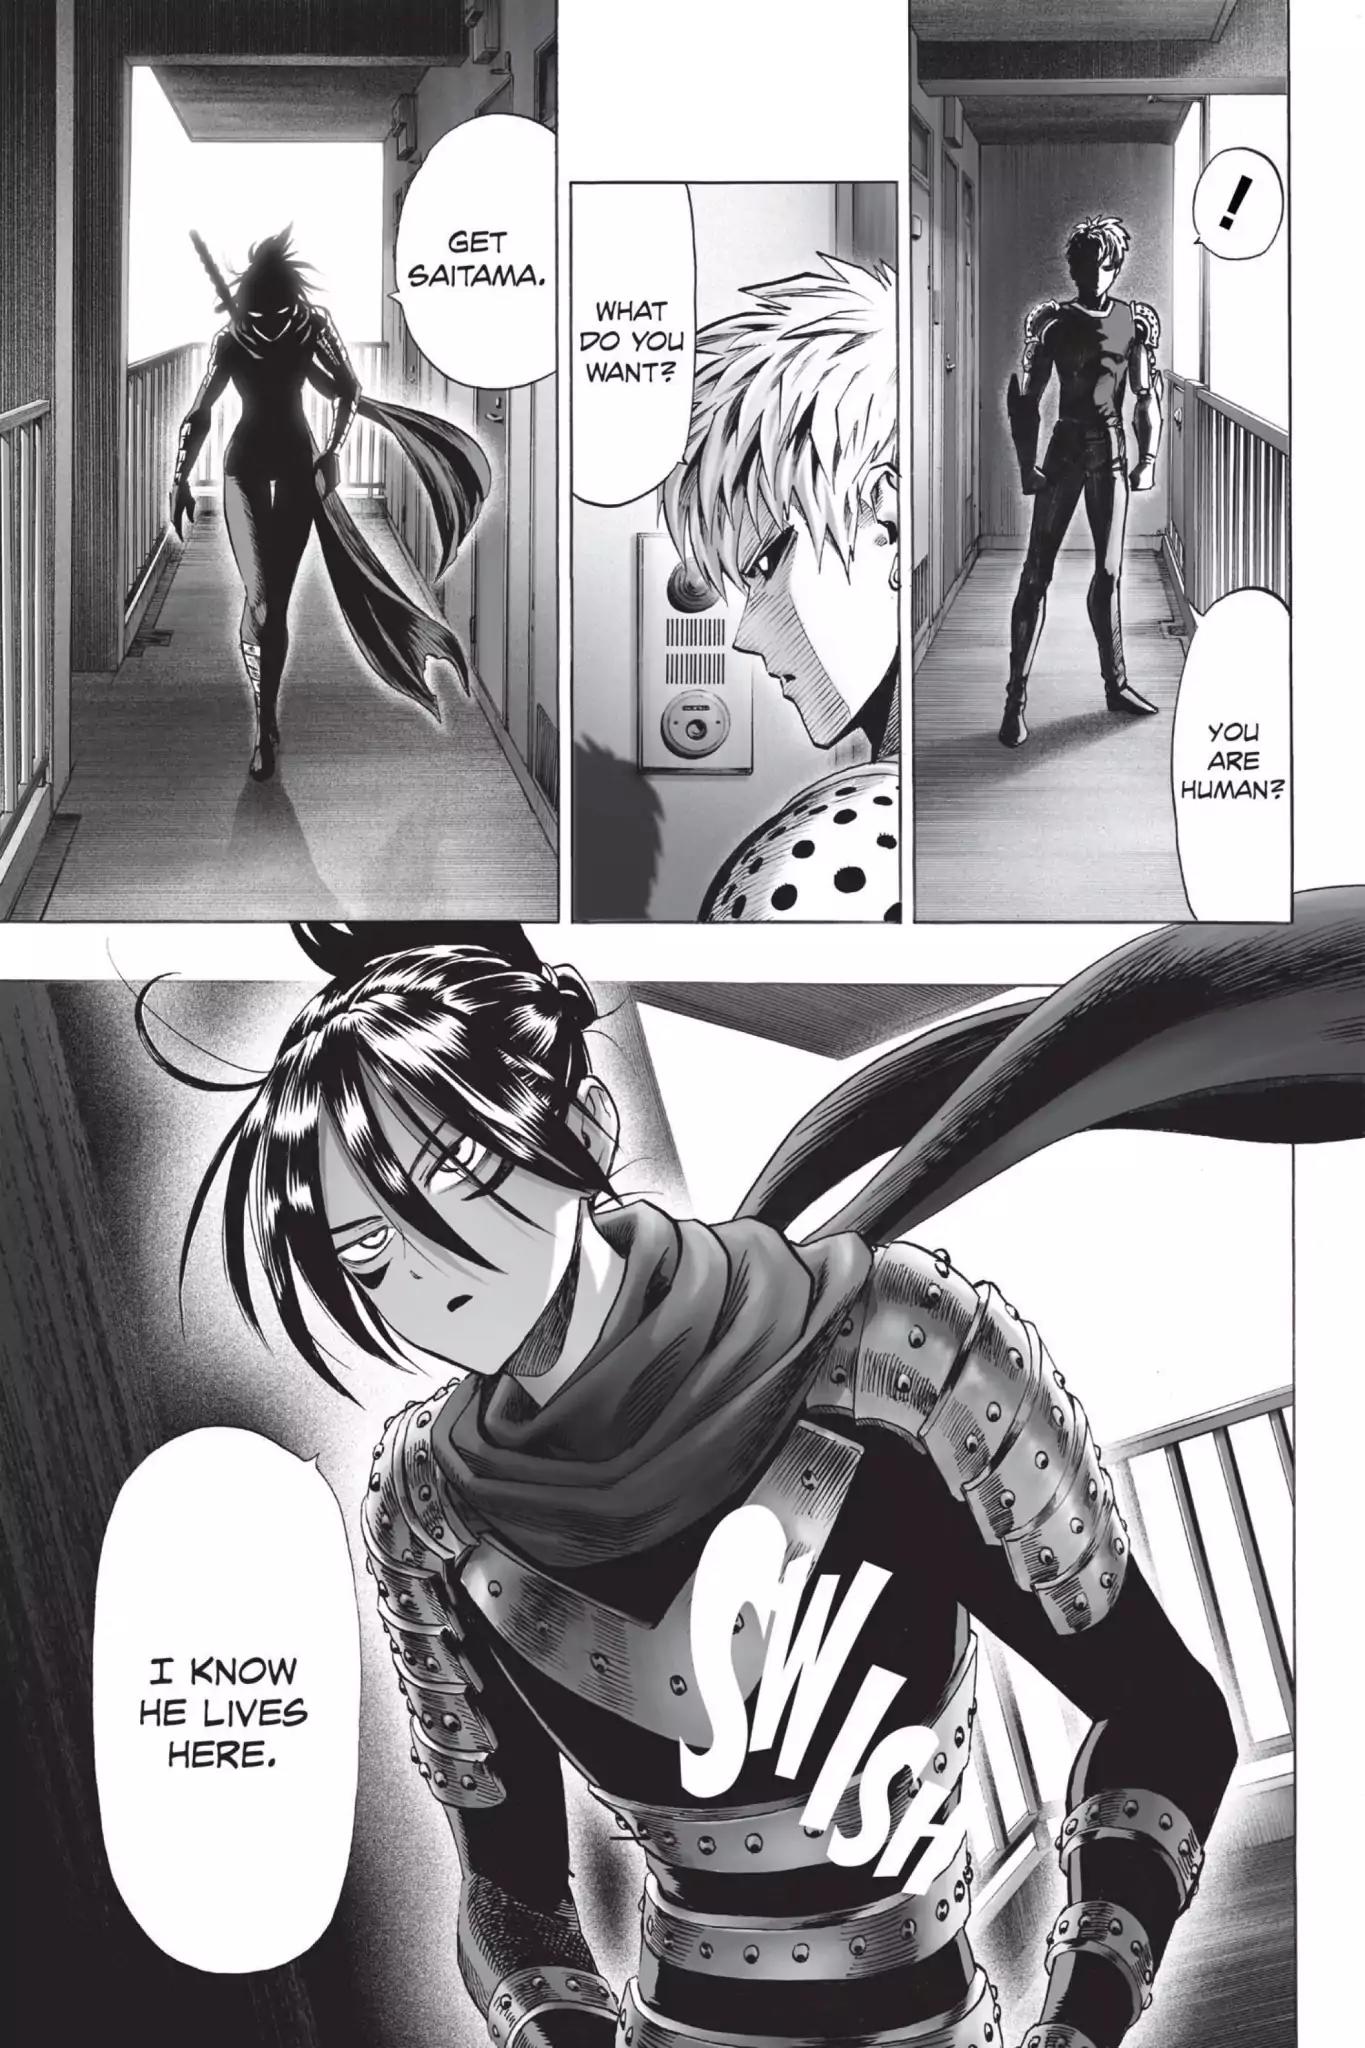 !
YOU
ARE
HUMAN?
WHAT
DO YOU
WANT?
GET
SAITAMA.
I KNOW
HE LIVES
HERE.
SWISH